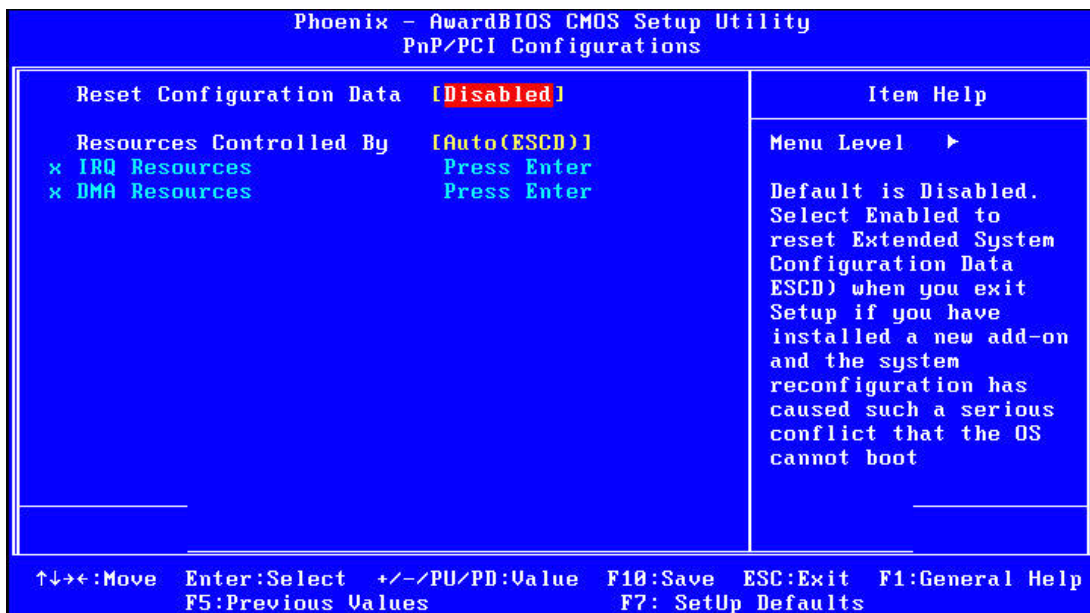 Phoenix - AwardBIOS CMOS Setup Utility
PnP/PCI Configurations
Reset Configuration Data [Disabled]
Resources Controlled By [Auto(ESCD)]
x IRQ Resources Press Enter
x DMA Resources Press Enter
Item Help
Menu Level ►
Default is Disabled.
Select Enabled to
reset Extended System
Configuration Data
ESCD) when you exit
Setup if you have
installed a new add-on
and the system
reconfiguration has
caused such a serious
conflict that the OS
cannot boot
↑↓→←:Move Enter:Select +/-/PU/PD:Value F10:Save ESC:Exit F1:General Help
F5:Previous Values F7: SetUp Defaults